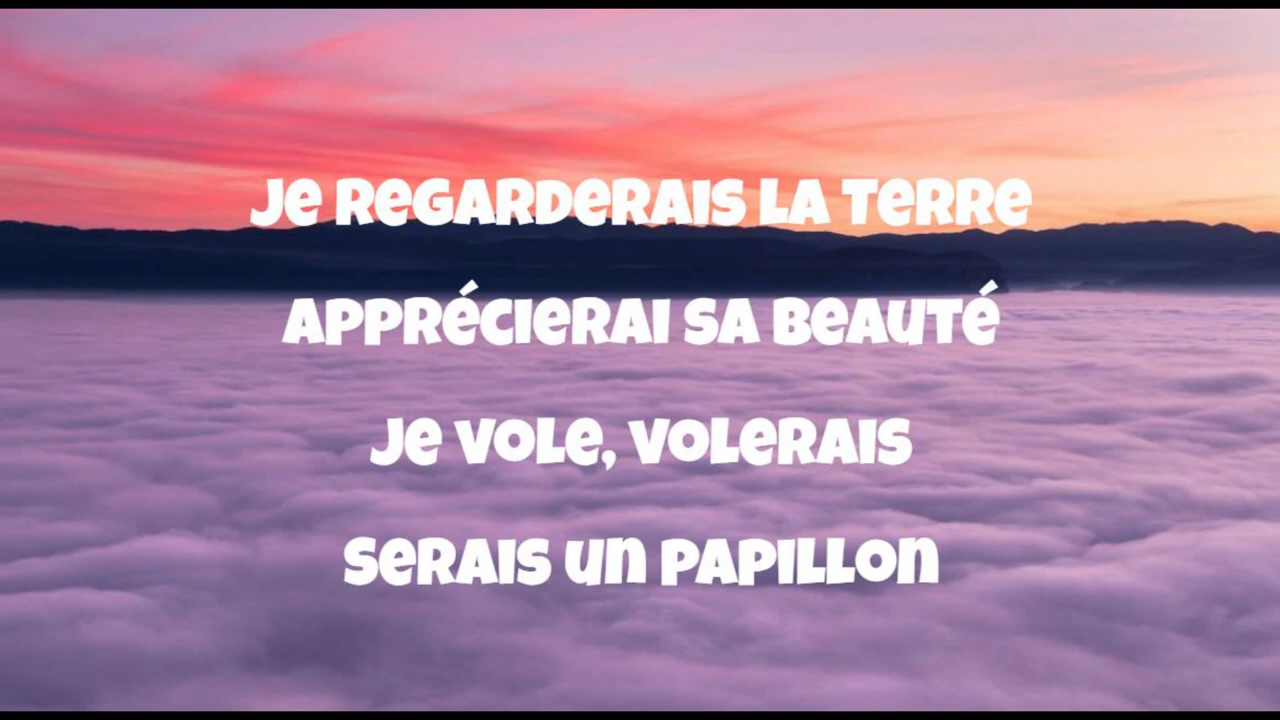 Je regarderais la terre
Apprécierai sa beauté
Je vole, volerais
Serais un papillon